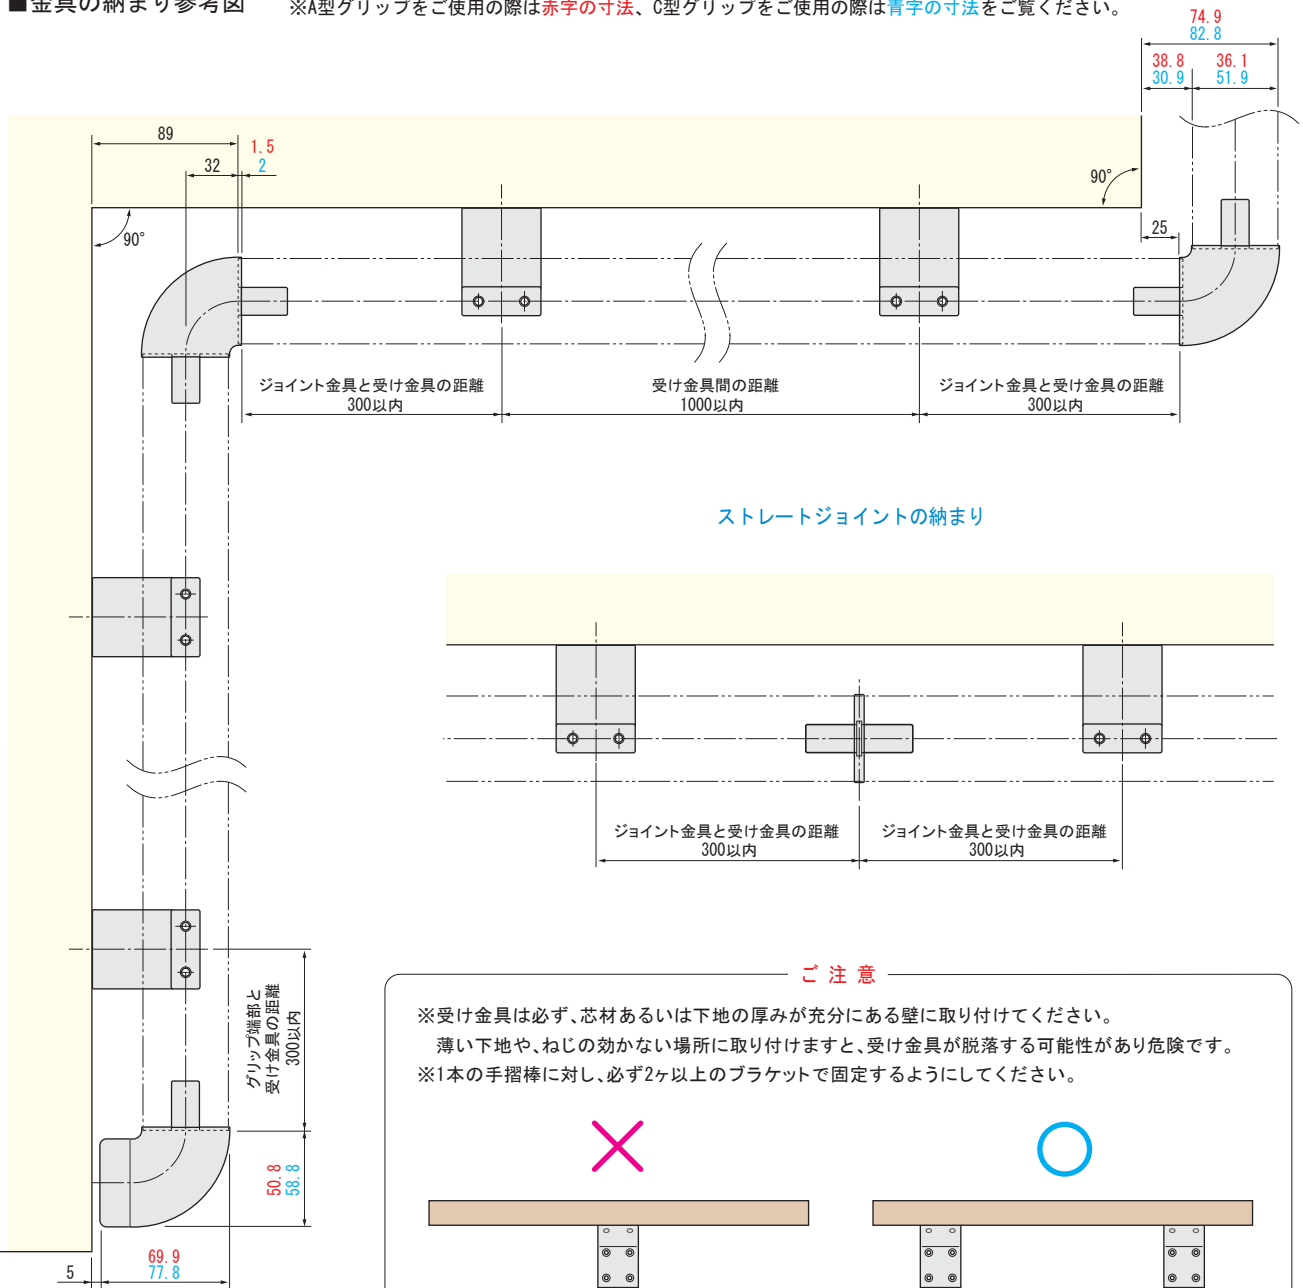 ■金具の納まり参考図
※A型グリップをご使用の際は赤字の寸法、C型グリップをご使用の際は青字の寸法をご覧ください。
74.9
82.8
38.8
30.9
36.1
51.9
89
1.5
32
2
90°
90°
25
ジョイント金具と受け金具の距離
300以内
受け金具間の距離
1000以内
ジョイント金具と受け金具の距離
300以内
ストレートジョイントの納まり
ジョイント金具と受け金具の距離
300以内
ジョイント金具と受け金具の距離
300以内
グリップ端部と
受け金具の距離
300以内
50.8
58.8
69.9
77.8
5
ご注意
※受け金具は必ず、芯材あるいは下地の厚みが充分にある壁に取り付けてください。
薄い下地や、ねじの効かない場所に取り付けますと、受け金具が脱落する可能性があり危険です。
※1本の手摺棒に対し、必ず2ヶ以上のブラケットで固定するようにしてください。